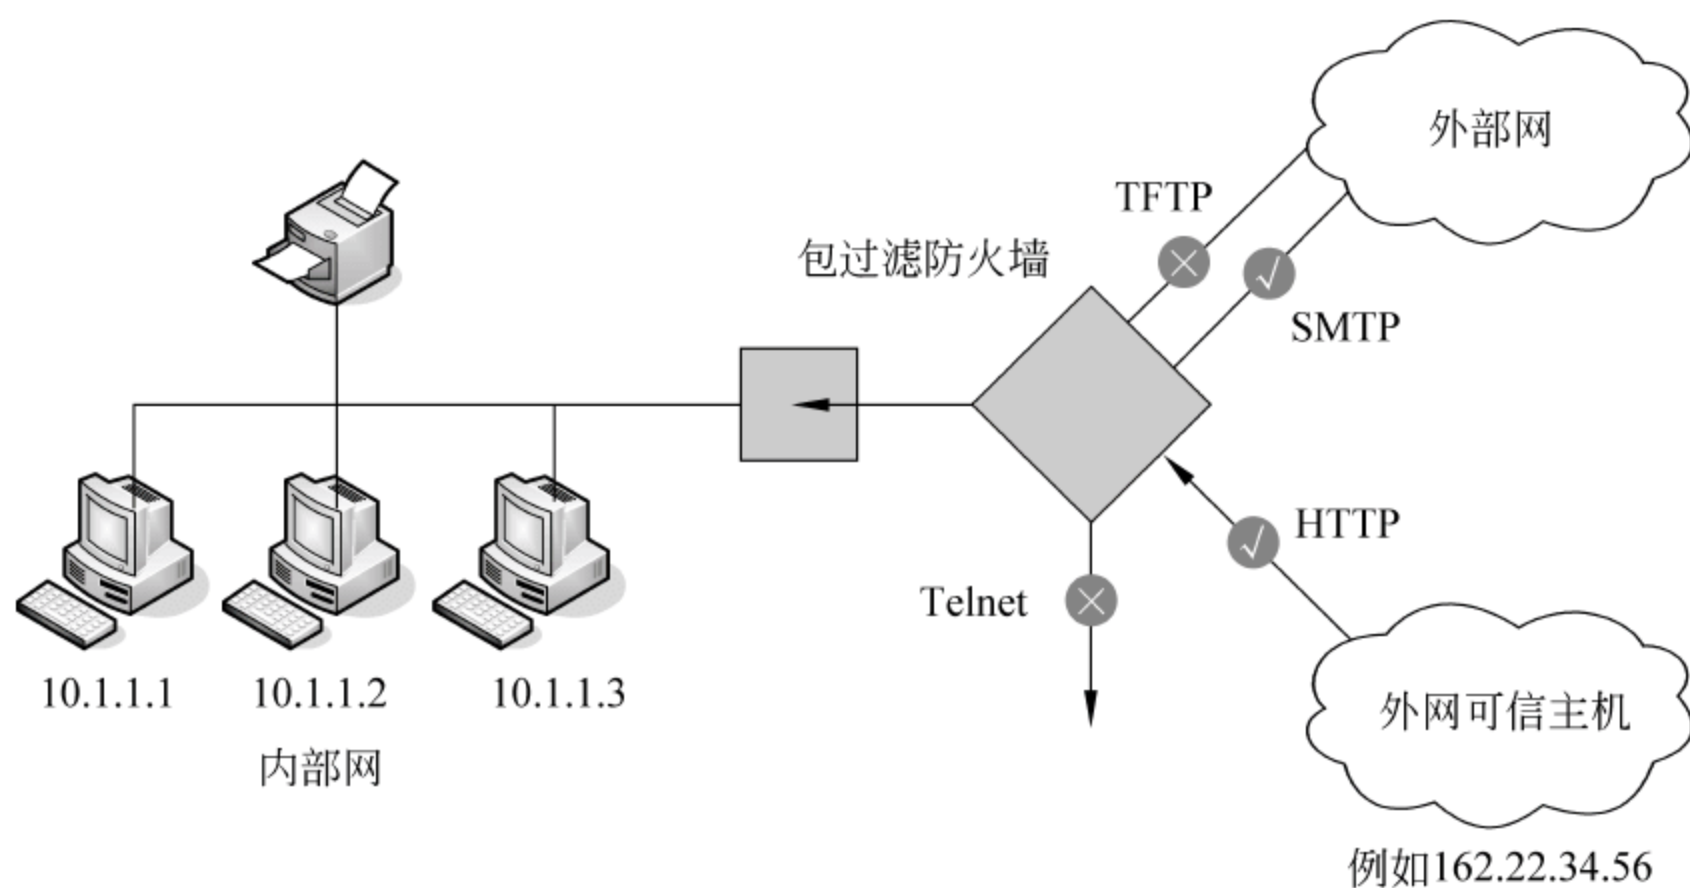 外部网
TFTP
包过滤防火墙
SMTP
HTTP
Telnet
10.1.1.1
10.1.1.2
10.1.1.3
外网可信主机
内部网
例如162.22.34.56